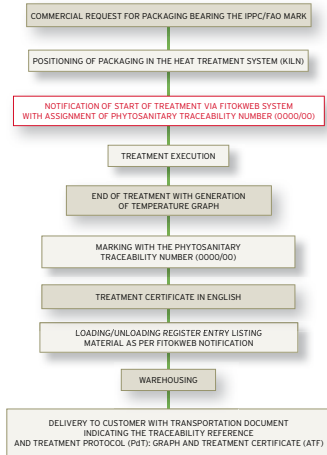 COMMERCIAL REQUEST FOR PACKAGING BEARING THE IPPC/FAO MARK
POSITIONING OF PACKAGING IN THE HEAT TREATMENT SYSTEM (KILN)
NOTIFICATION OF START OF TREATMENT VIA FITOKWEB SYSTEM
WITH ASSIGNMENT OF PHYTOSANITARY TRACEABILITY NUMBER (0000/00)
TREATMENT EXECUTION
END OF TREATMENT WITH GENERATION
OF TEMPERATURE GRAPH
MARKING WITH THE PHYTOSANITARY
TRACEABILITY NUMBER (0000/00)
TREATMENT CERTIFICATE IN ENGLISH
LOADING/UNLOADING REGISTER ENTRY LISTING
MATERIAL AS PER FITOKWEB NOTIFICATION
WAREHOUSING
DELIVERY TO CUSTOMER WITH TRANSPORTATION DOCUMENT
INDICATING THE TRACEABILITY REFERENCE
AND TREATMENT PROTOCOL (PdT): GRAPH AND TREATMENT CERTIFICATE (ATF)